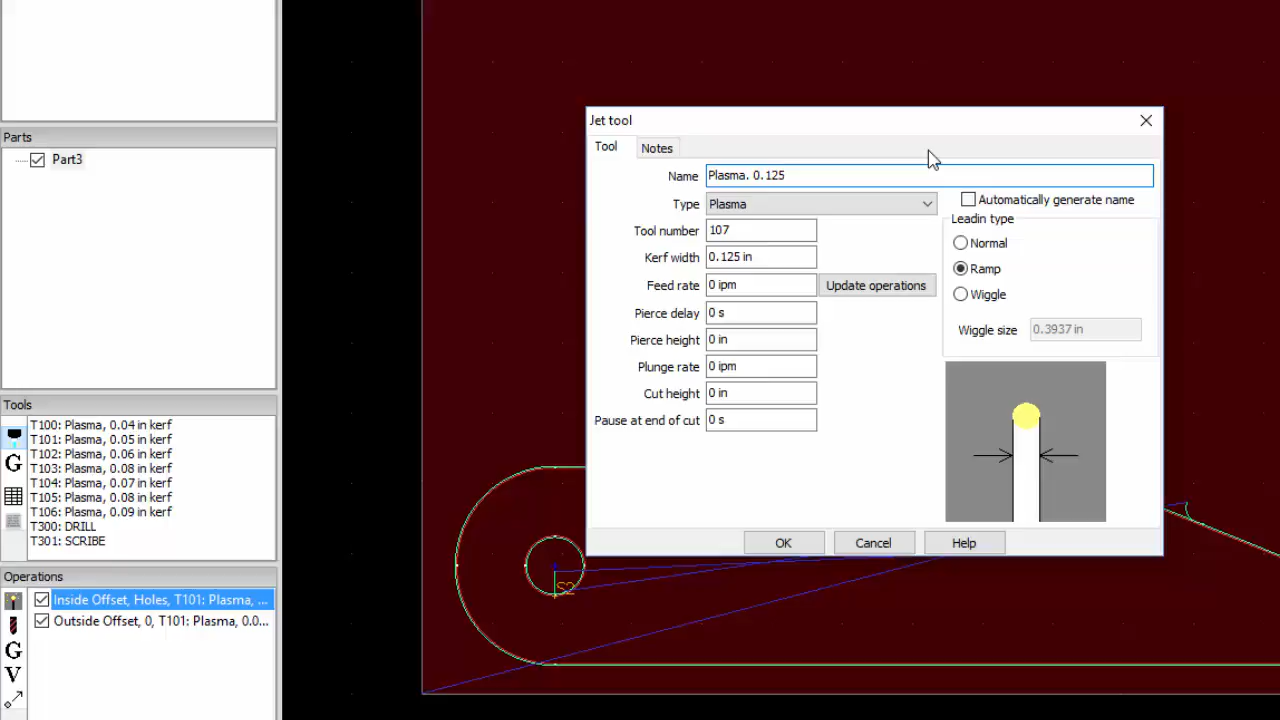 Parts
Part3
Tools
T100: Plasma, 0.04 in kerf
T101: Plasma, 0.05 in kerf
T102: Plasma, 0.06 in kerf
T103: Plasma, 0.08 in kerf
T104: Plasma, 0.07 in kerf
T105: Plasma, 0.08 in kerf
T106: Plasma, 0.09 in kerf
T300: DRILL
T301: SCRIBE
G
Operations
Inside Offset, Holes, T101: Plasma, ...
Outside Offset, 0, T101: Plasma, 0.0...
G
V
Jet tool
Tool
Notes
Name
Plasma. 0.125
Type
Plasma
Automatically generate name
Tool number
107
Kerf width
0.125 in
Feed rate
0 ipm
Update operations
Pierce delay
0 s
Pierce height
0 in
Plunge rate
0 ipm
Cut height
0 in
Pause at end of cut
0 s
Leadin type
Normal
Ramp
Wiggle
Wiggle size
0.3937 in
OK
Cancel
Help
S2